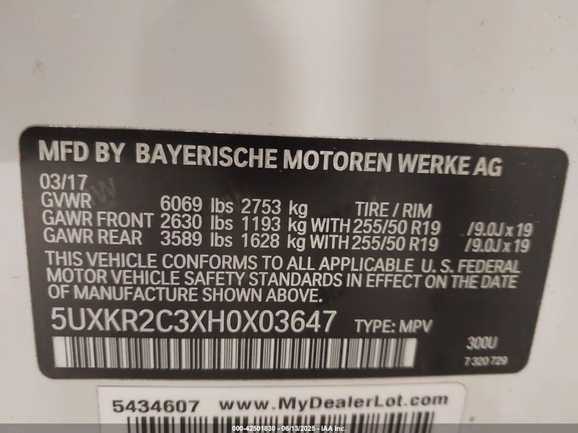 MFD BY BAYERISCHE MOTOREN WERKE AG
03/17
GVWR 6069 lbs 2753 kg TIRE / RIM
GAWR FRONT 2630 lbs 1193 kg WITH 255/50 R19 /9.0J x 19
GAWR REAR 3589 lbs 1628 kg WITH 255/50 R19 /9.0J x 19
THIS VEHICLE CONFORMS TO ALL APPLICABLE U. S. FEDERAL
MOTOR VEHICLE SAFETY STANDARDS IN EFFECT ON THE DATE
OF MANUFACTURE SHOWN ABOVE.
5UXKR2C3XH0X03647 TYPE: MPV
300U
7 320 729
5434607 www.MyDealerLot.com
000-42501830 - 06/13/2025 - IAA Inc.